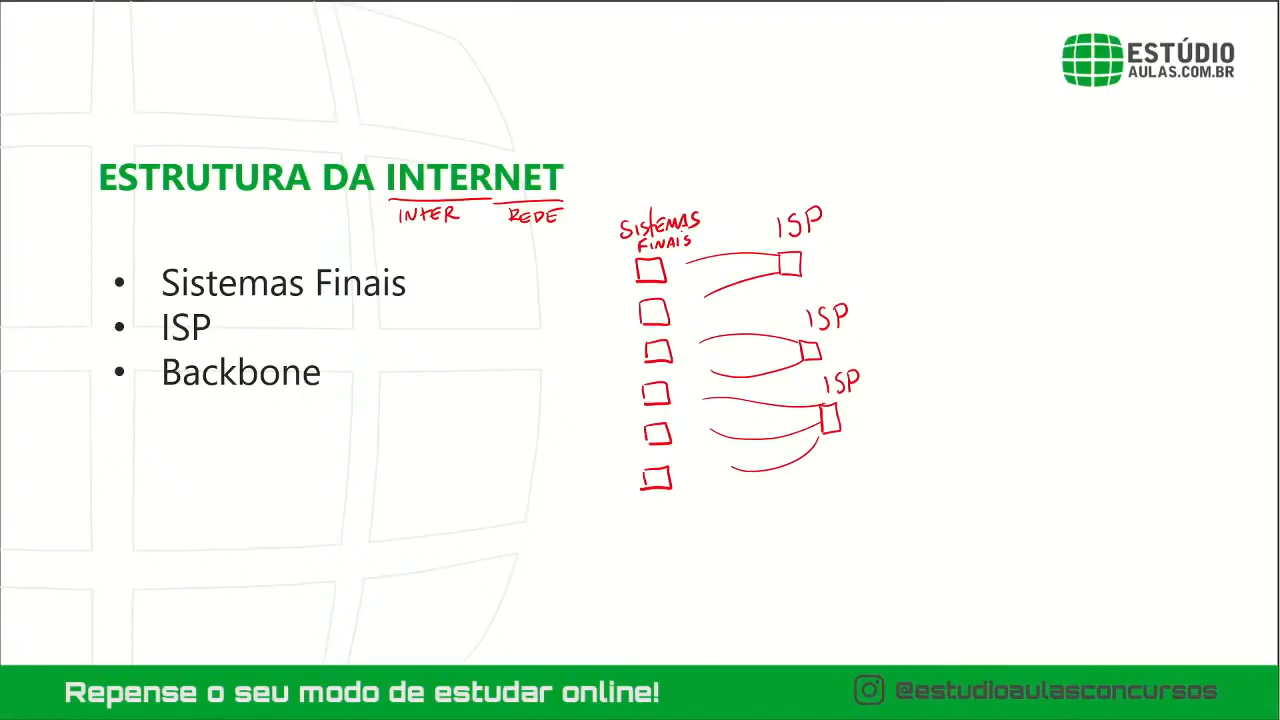 ESTÚDIO
AULAS.COM.BR
ESTRUTURA DA INTERNET
INTER REDE
• Sistemas Finais
• ISP
• Backbone
SISTEMAS
FINAIS
ISP
ISP
ISP
Repense o seu modo de estudar online!
@estudioaulasconcursos